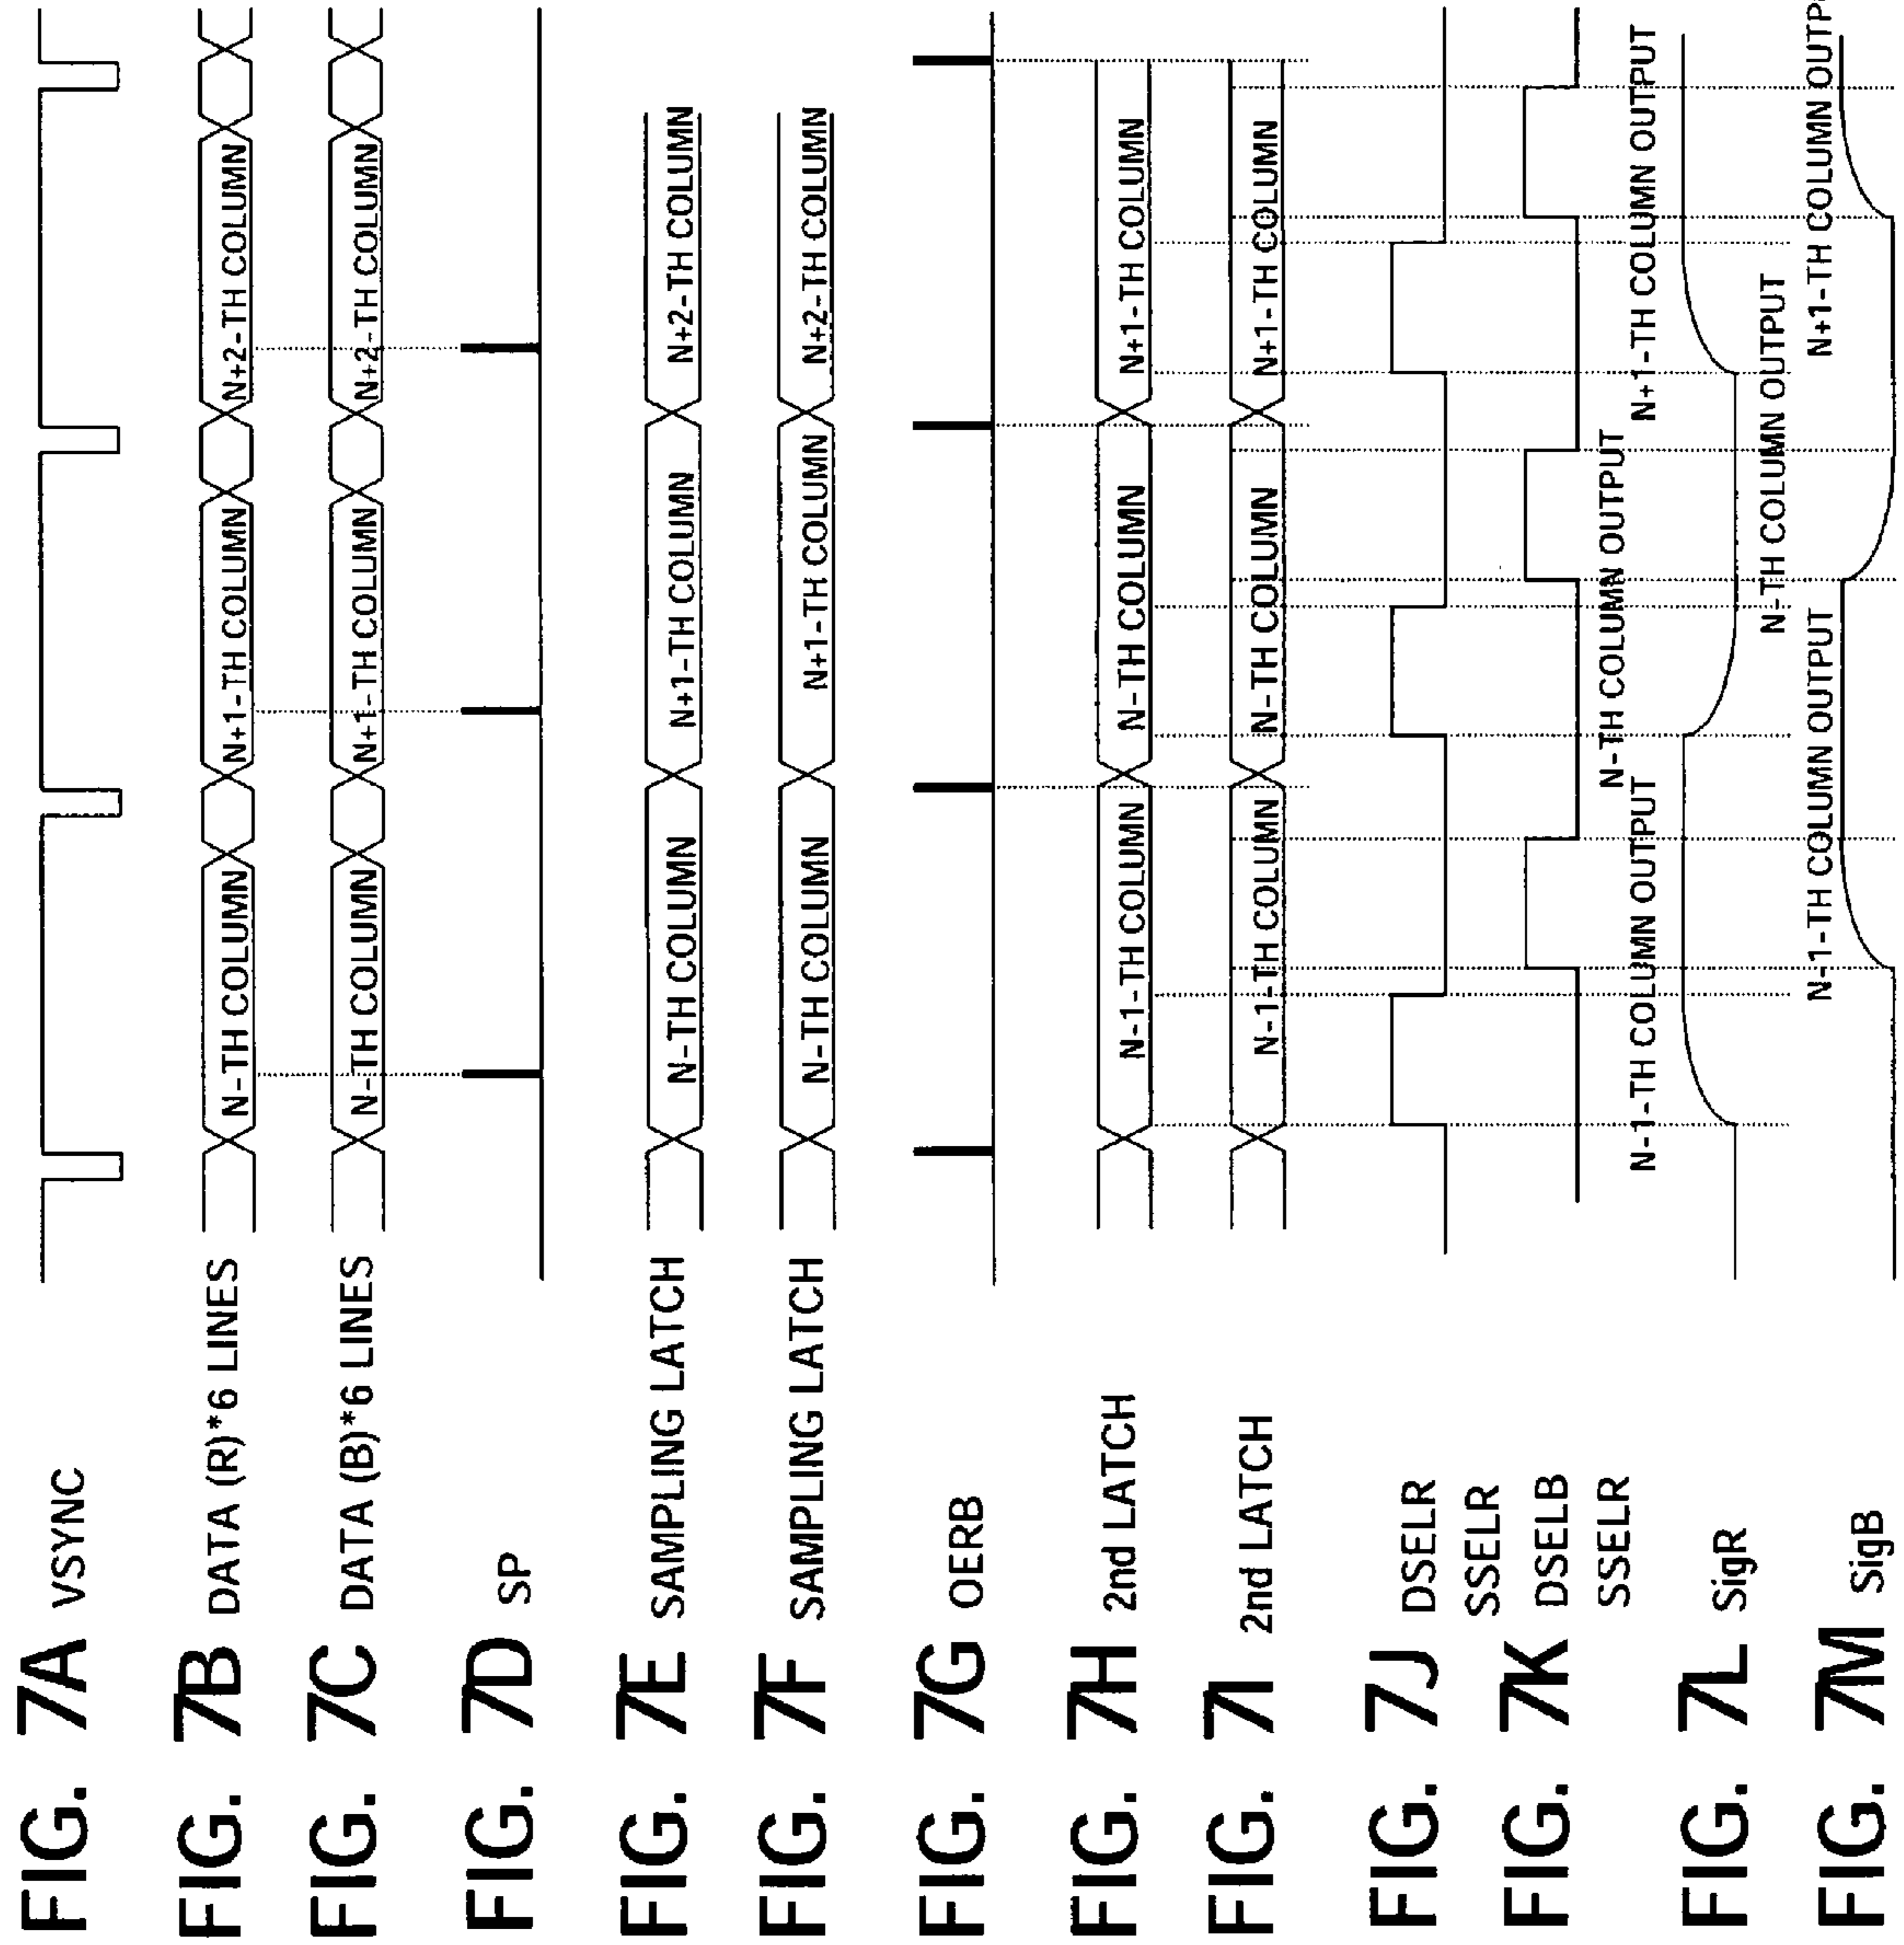 FIG. 7A VSYNC
FIG. 7B DATA (R)*6 LINES
N-TH COLUMN N+1-TH COLUMN N+2-TH COLUMN
FIG. 7C DATA (B)*6 LINES
N-TH COLUMN N+1-TH COLUMN N+2-TH COLUMN
FIG. 7D SP
FIG. 7E SAMPLING LATCH
N-TH COLUMN N+1-TH COLUMN N+2-TH COLUMN
FIG. 7F SAMPLING LATCH
N-TH COLUMN N+1-TH COLUMN N+2-TH COLUMN
FIG. 7G OERB
FIG. 7H 2nd LATCH
N-1-TH COLUMN N-TH COLUMN N+1-TH COLUMN
FIG. 7I 2nd LATCH
N-1-TH COLUMN N-TH COLUMN N+1-TH COLUMN
FIG. 7J DSELR
SSELR
FIG. 7K DSELB
SSELR
N-1-TH COLUMN OUTPUT N-TH COLUMN OUTPUT N+1-TH COLUMN OUTPUT
FIG. 7L SigR
N-1-TH COLUMN OUTPUT N-TH COLUMN OUTPUT N+1-TH COLUMN
FIG. 7M SigB